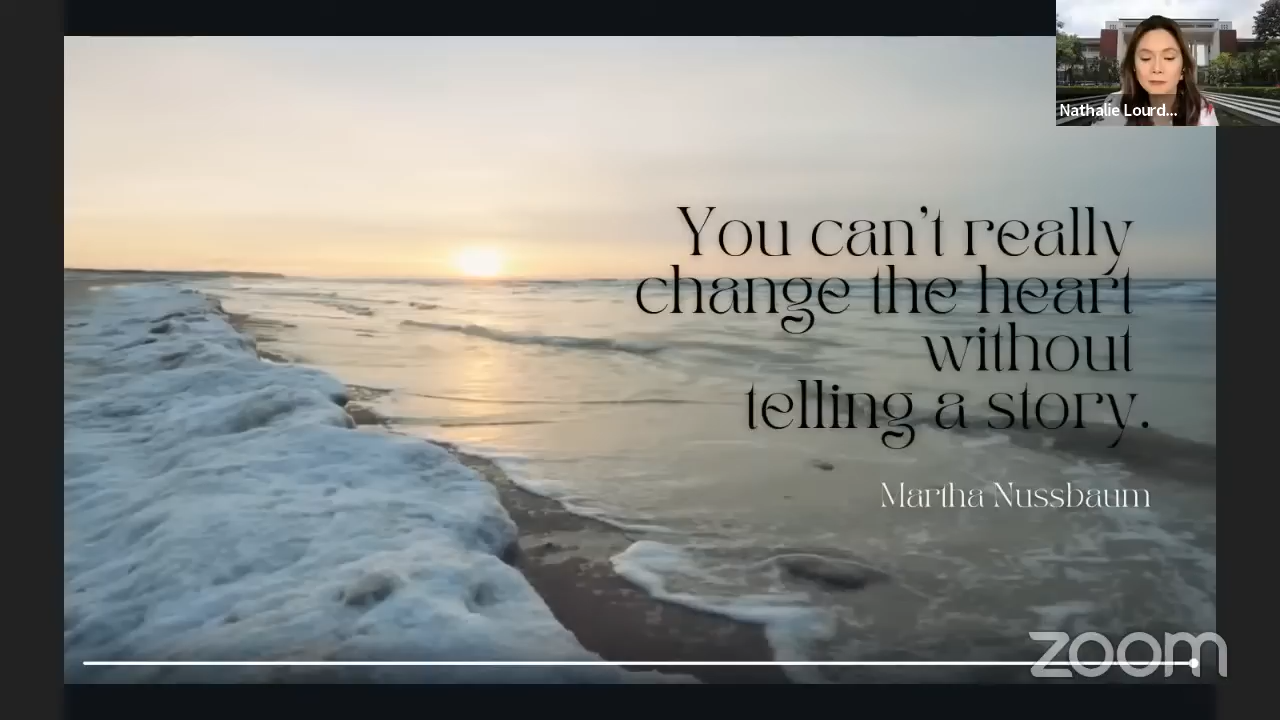 Nathalie Lourd...
You can't really
change the heart
without
telling a story.
Martha Nussbaum
zoom